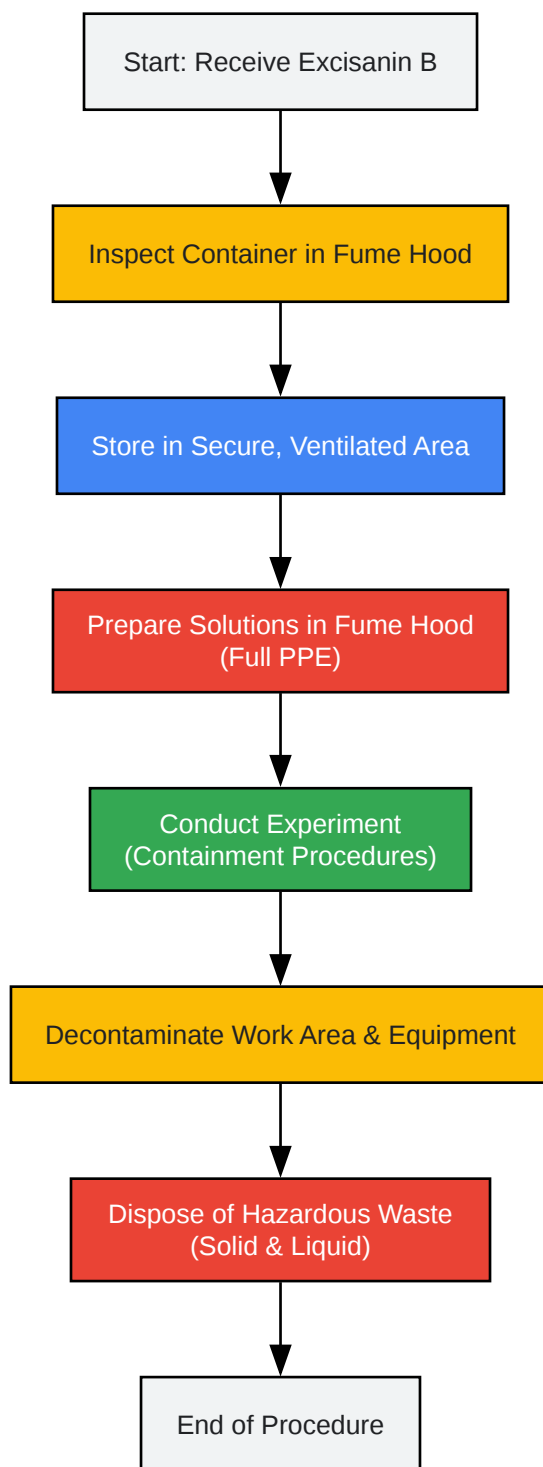 Start: Receive Excisanin B
Inspect Container in Fume Hood
Store in Secure, Ventilated Area
Prepare Solutions in Fume Hood
(Full PPE)
Conduct Experiment
(Containment Procedures)
Decontaminate Work Area & Equipment
Dispose of Hazardous Waste
(Solid & Liquid)
End of Procedure